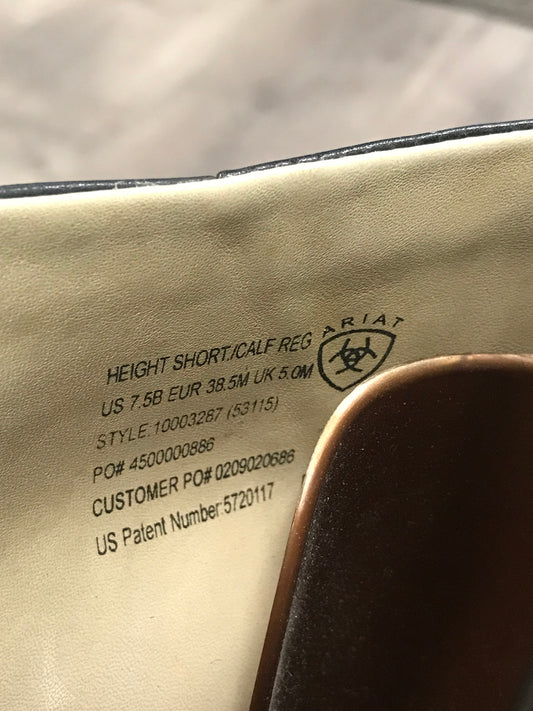 ARIAT
HEIGHT SHORT./CALF REG
US 7.5B EUR 38.5M UK 5.0M
STYLE:10003287 (53115)
PO# 4500000886
CUSTOMER PO# 0209020686
US Patent Number:5720117